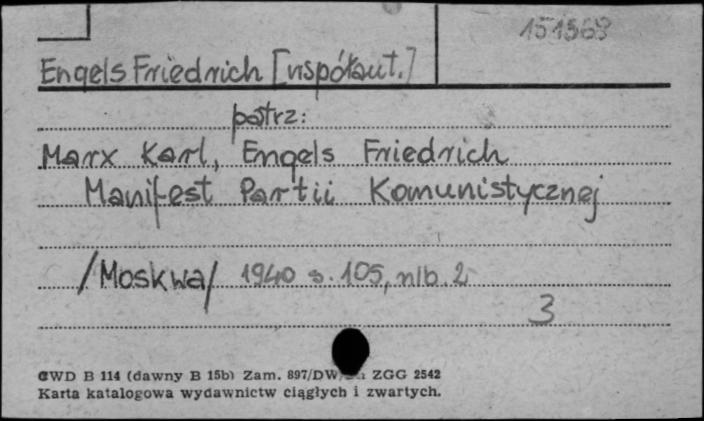 151568
Engels Friedrich [współaut.]
patrz:
Marx Karl, Engels Friedrich
Manifest Partii Komunistycznej
/Moskwa/ 1940 s. 105, nlb. 2
3
CWD B 114 (dawny B 15b) Zam. 897/DW ZGG 2542
Karta katalogowa wydawnictw ciągłych i zwartych.